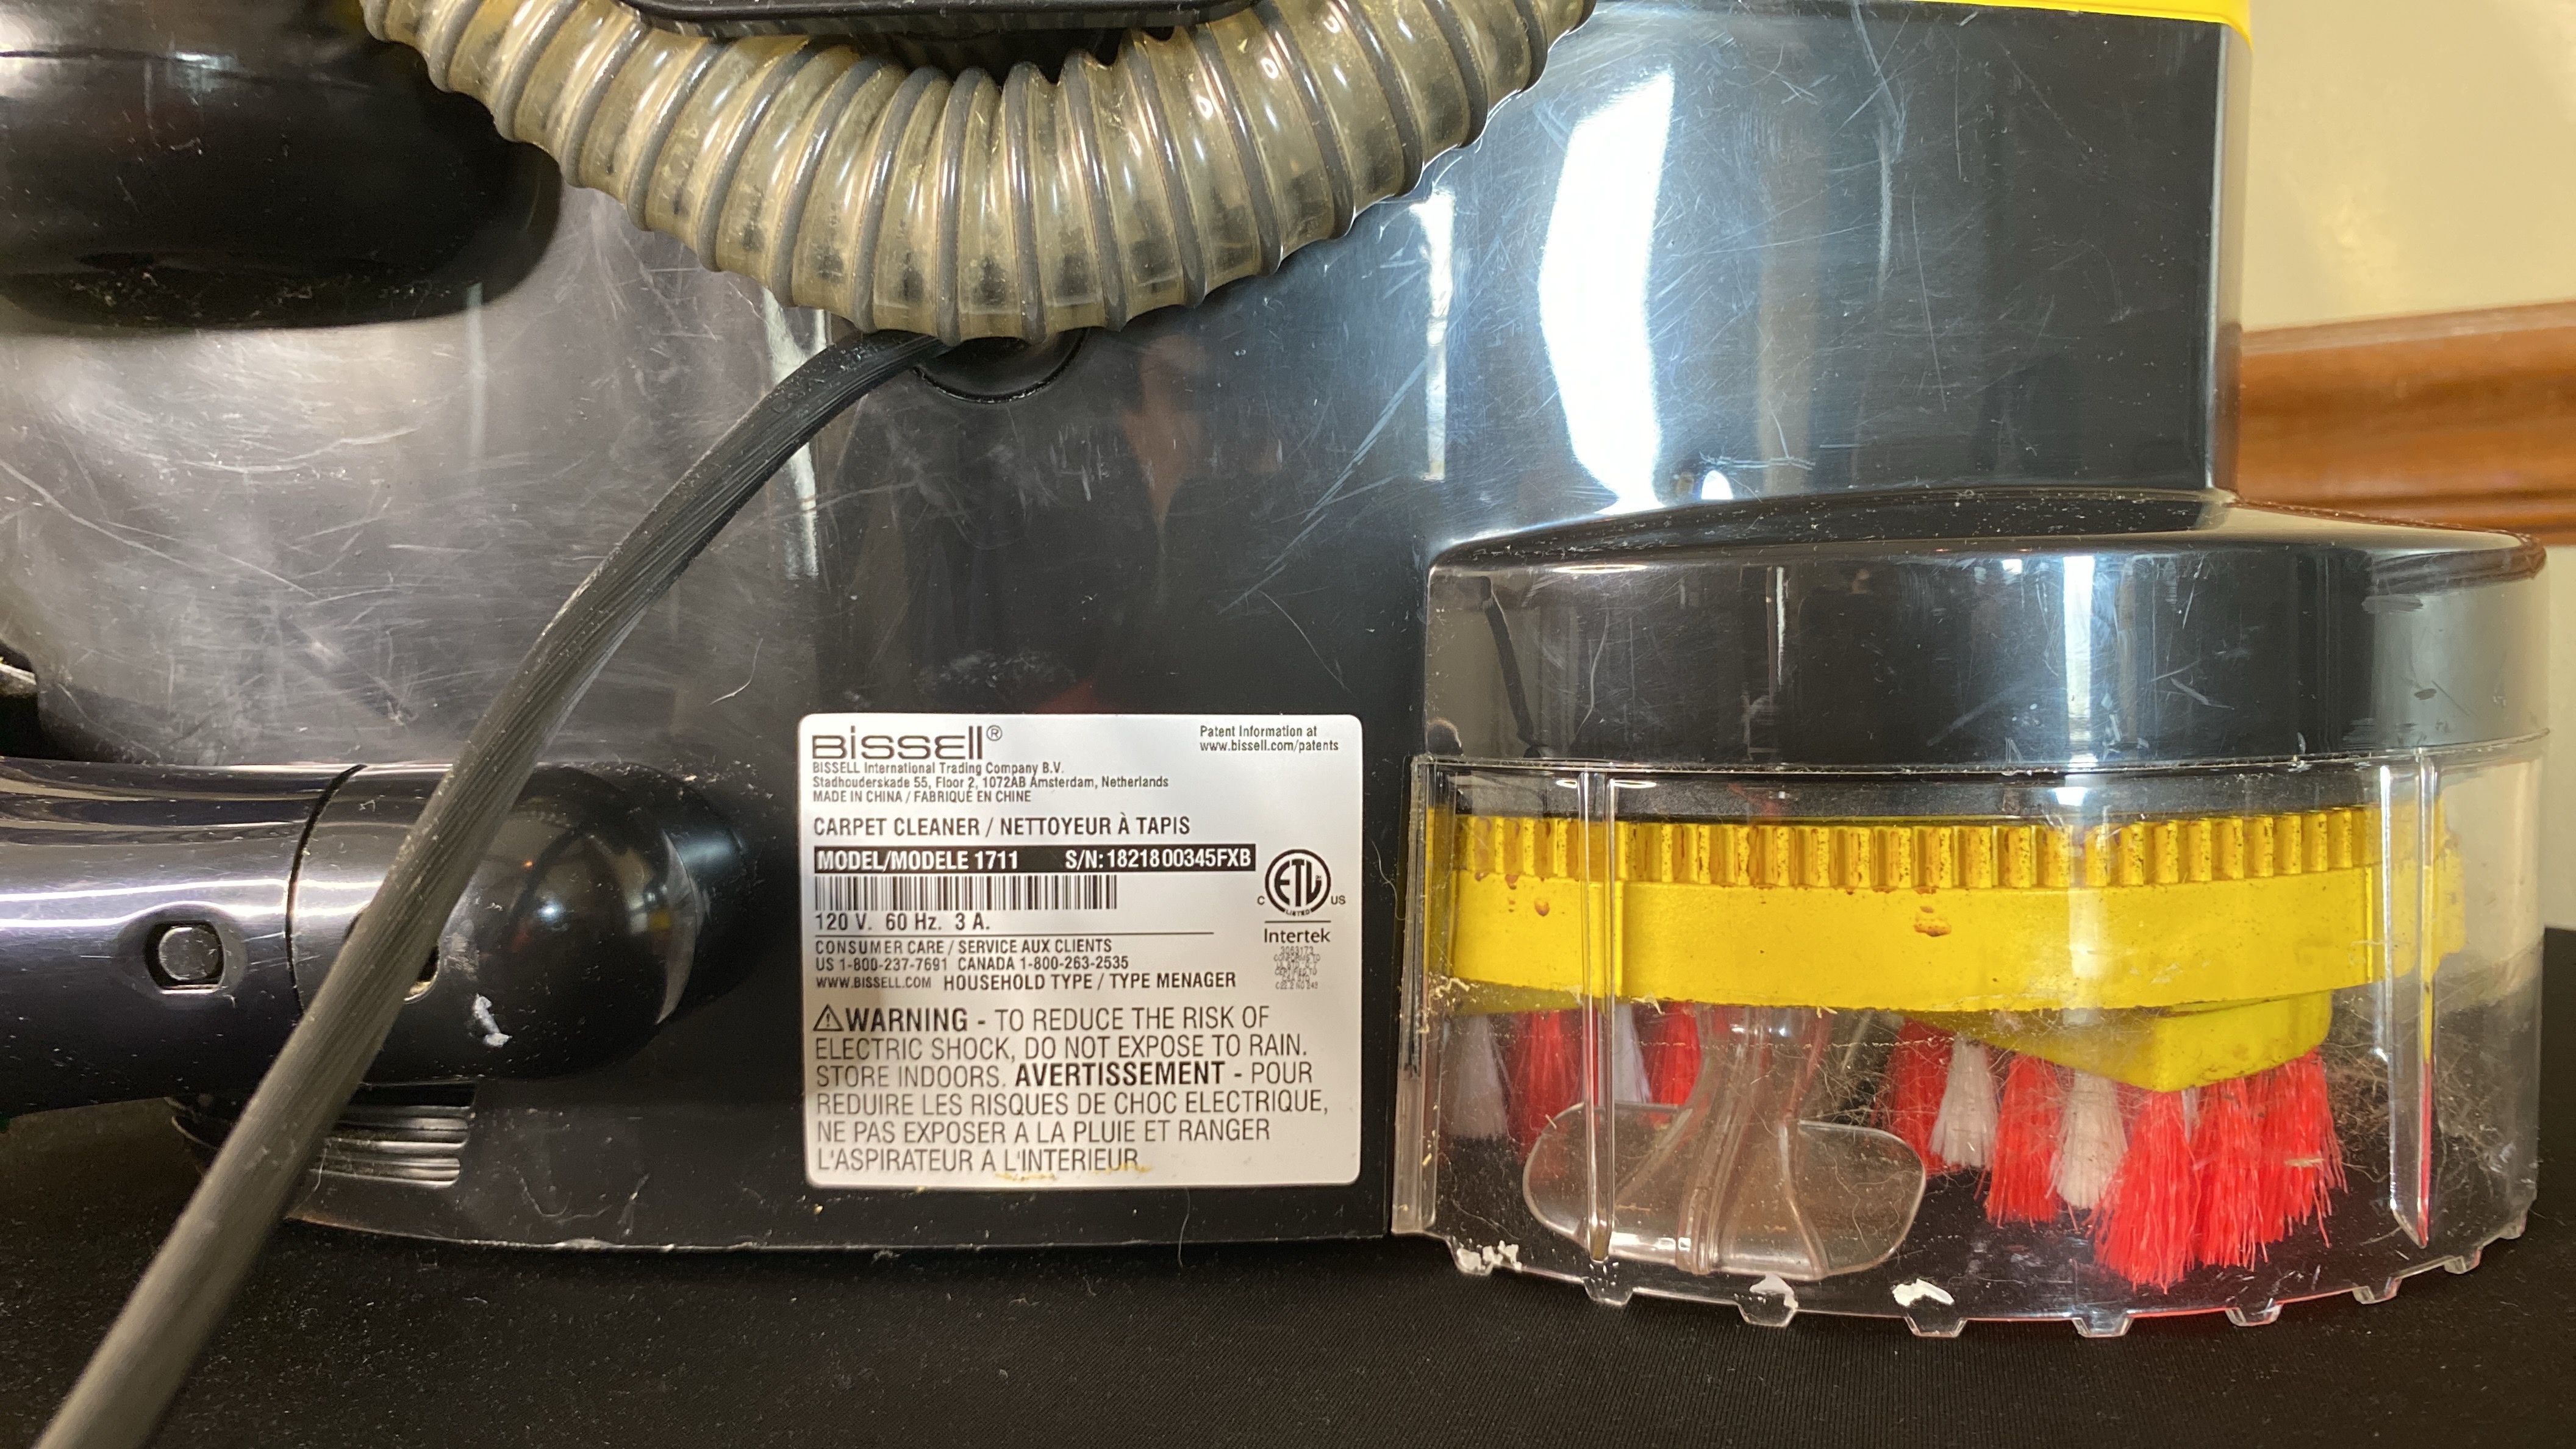 BISSELL®
Patent Information at
www.bissell.com/patents
BISSELL International Trading Company B.V.
Stadhouderskade 55, Floor 2, 1072AB Amsterdam, Netherlands
MADE IN CHINA / FABRIQUÉ EN CHINE
CARPET CLEANER / NETTOYEUR À TAPIS
MODEL/MODELE 1711 S/N:1821800345FXB
120 V. 60 Hz. 3 A.
C ETL US
LISTED
Intertek
CONSUMER CARE / SERVICE AUX CLIENTS
US 1-800-237-7691 CANADA 1-800-263-2535
WWW.BISSELL.COM HOUSEHOLD TYPE / TYPE MENAGER
⚠WARNING - TO REDUCE THE RISK OF
ELECTRIC SHOCK, DO NOT EXPOSE TO RAIN.
STORE INDOORS. AVERTISSEMENT - POUR
REDUIRE LES RISQUES DE CHOC ELECTRIQUE,
NE PAS EXPOSER A LA PLUIE ET RANGER
L'ASPIRATEUR A L'INTERIEUR